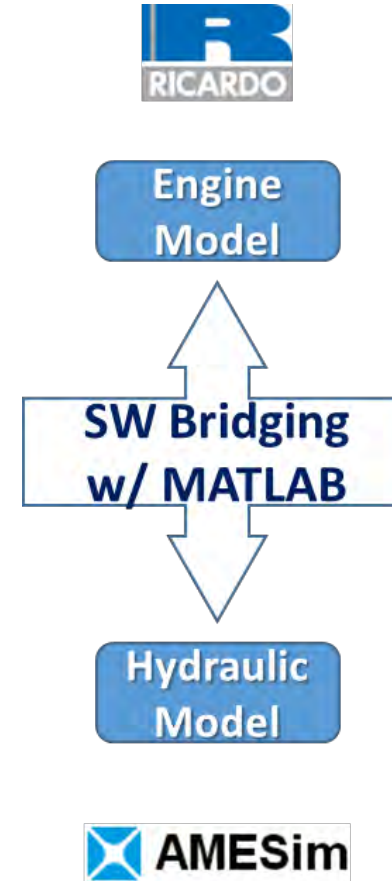 R
RICARDO
Engine
Model
SW Bridging
w/ MATLAB
Hydraulic
Model
AMESim